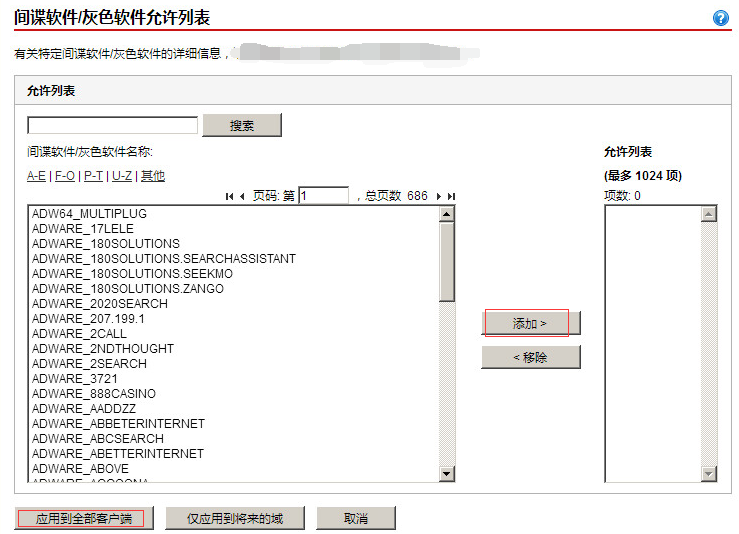 间谍软件/灰色软件允许列表
有关特定间谍软件/灰色软件的详细信息，
允许列表
搜索
间谍软件/灰色软件名称:
A-E | F-O | P-T | U-Z | 其他
页码: 第 1 ，总页数 686
ADW64_MULTIPLUG
ADWARE_17LELE
ADWARE_180SOLUTIONS
ADWARE_180SOLUTIONS.SEARCHASSISTANT
ADWARE_180SOLUTIONS.SEEKMO
ADWARE_180SOLUTIONS.ZANGO
ADWARE_2020SEARCH
ADWARE_207.199.1
ADWARE_2CALL
ADWARE_2NDTHOUGHT
ADWARE_2SEARCH
ADWARE_3721
ADWARE_888CASINO
ADWARE_AADDZZ
ADWARE_ABBETERINTERNET
ADWARE_ABCSEARCH
ADWARE_ABETTERINTERNET
ADWARE_ABOVE
添加 >
< 移除
允许列表
(最多 1024 项)
项数: 0
应用到全部客户端
仅应用到将来的域
取消